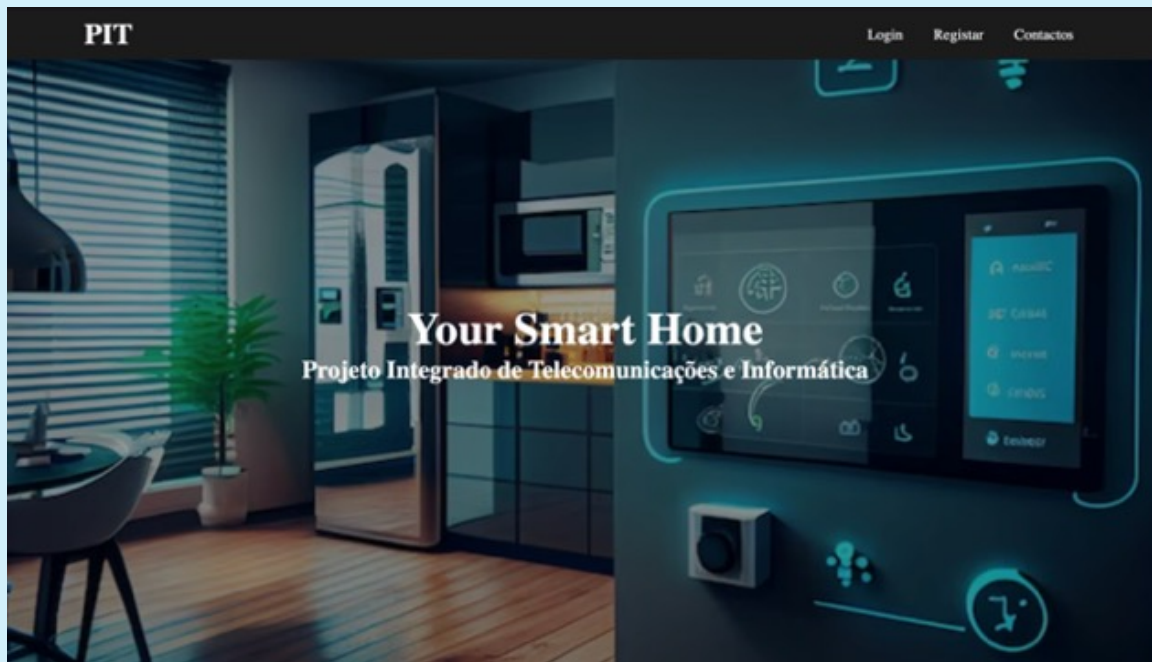 PIT
Login Registar Contactos
Your Smart Home
Projeto Integrado de Telecomunicações e Informática